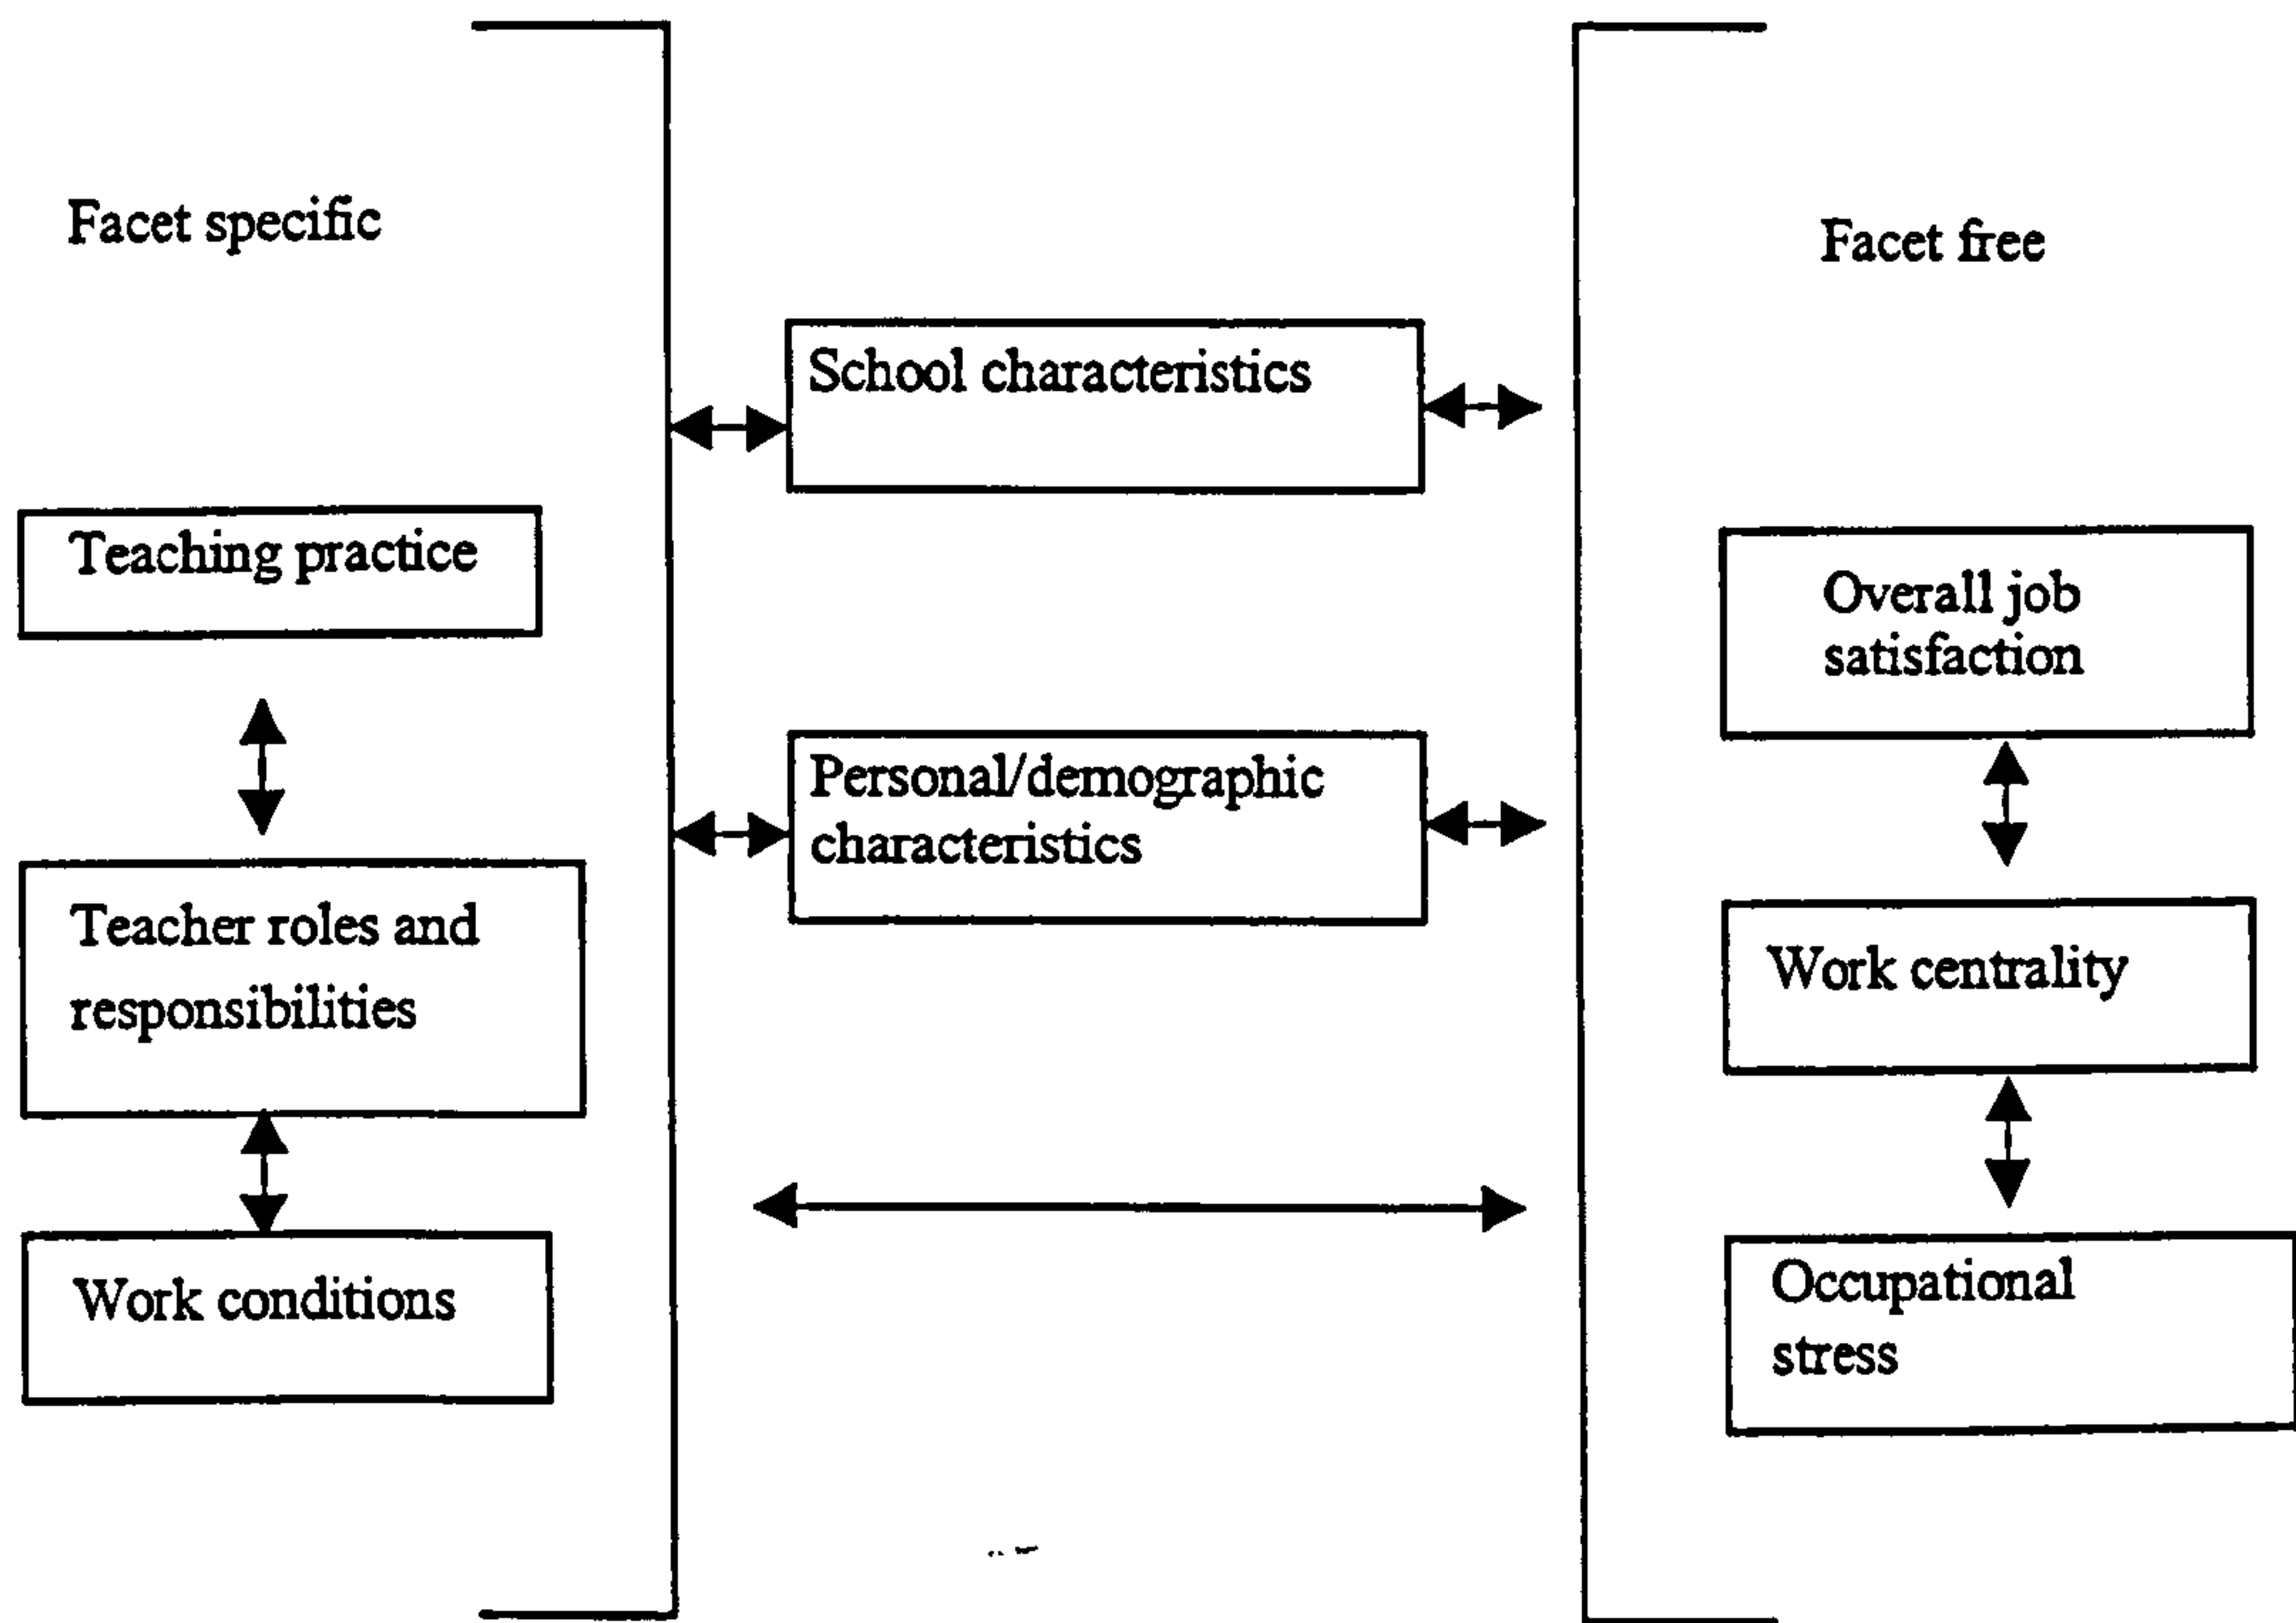 Facet specific
Facet free
School characteristics
Teaching practice
Overall job
satisfaction
Personal/demographic
characteristics
Teacher roles and
responsibilities
Work centrality
Work conditions
Occupational
stress